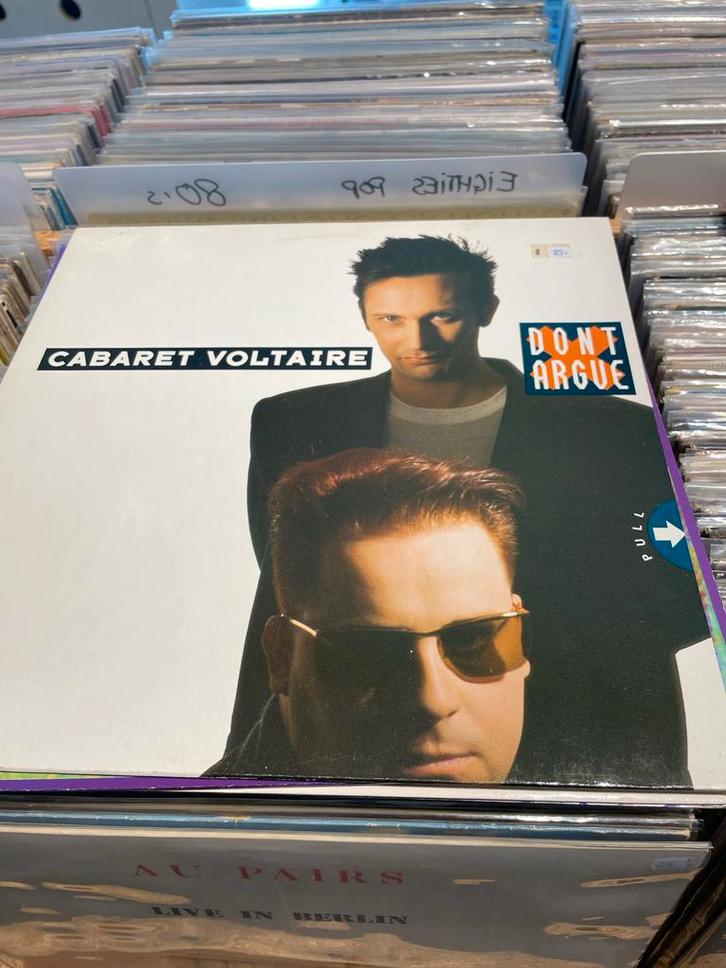 EIGHTIES POP 80's
CABARET VOLTAIRE
DONT
ARGUE
PULL
AU PAIRS
LIVE IN BERLIN